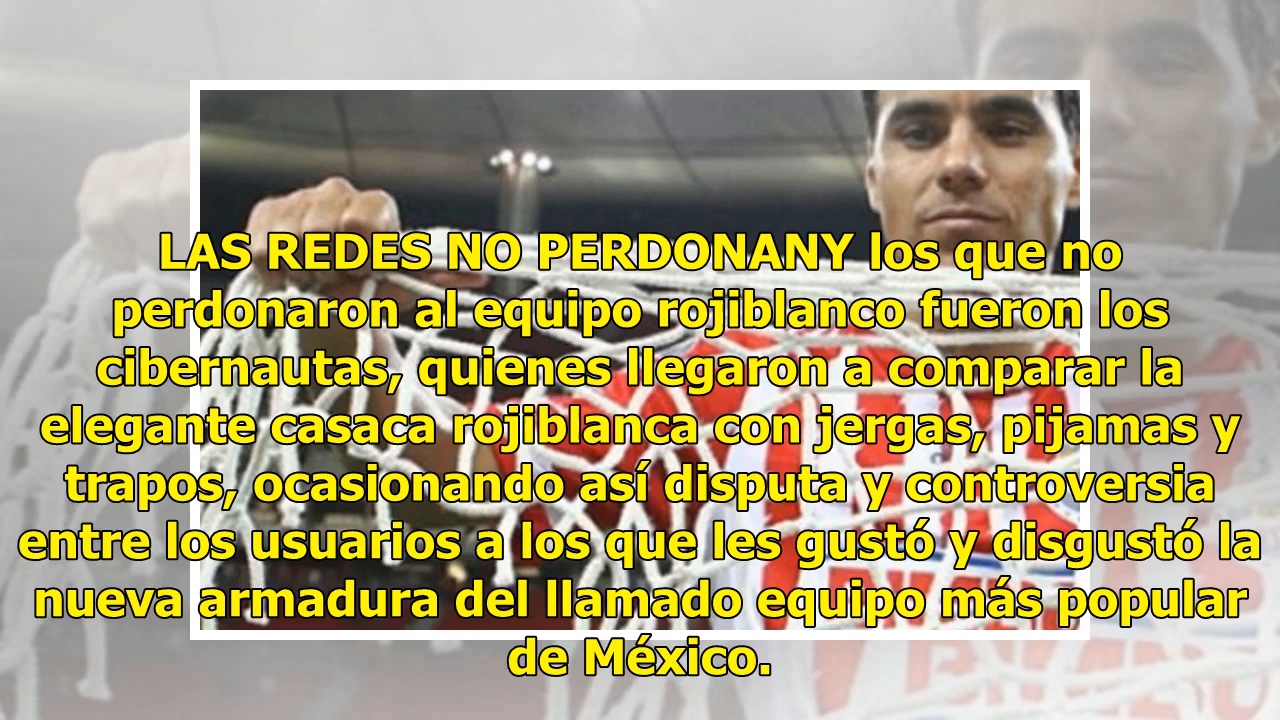 LAS REDES NO PERDONANY los que no
perdonaron al equipo rojiblanco fueron los
cibernautas, quienes llegaron a comparar la
elegante casaca rojiblanca con jergas, pijamas y
trapos, ocasionando así disputa y controversia
entre los usuarios a los que les gustó y disgustó la
nueva armadura del llamado equipo más popular
de México.